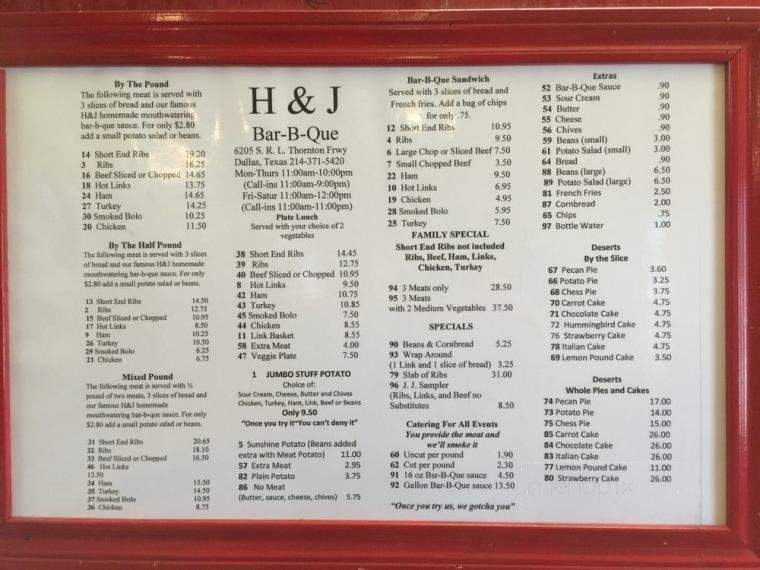 By The Pound
The following meat is served with
3 slices of bread and our famous
H&J homemade mouthwatering
bar-b-que sauce. For only $2.80
add a small potato salad or beans.
14 Short End Ribs 19.20
3 Ribs 16.25
16 Beef Sliced or Chopped 14.65
18 Hot Links 13.75
24 Ham 14.65
27 Turkey 14.25
30 Smoked Bolo 10.25
20 Chicken 11.50
By The Half Pound
The following meat is served with 3 slices
of bread and our famous H&J homemade
mouthwatering bar-b-que sauce. For only
$2.80 add a small potato salad or beans.
13 Short End Ribs 14.50
2 Ribs 12.75
15 Beef Sliced or Chopped 10.95
17 Hot Links 8.50
9 Ham 10.25
26 Turkey 10.50
29 Smoked Bolo 6.25
21 Chicken 6.75
Mixed Pound
The following meat is served with ½
pound of two meats, 3 slices of bread and
our famous H&J homemade
mouthwatering bar-b-que sauce. For only
$2.80 add a small potato salad or beans.
31 Short End Ribs 20.65
32 Ribs 18.10
33 Beef Sliced or Chopped 16.50
46 Hot Links
13.50
34 Ham 15.50
35 Turkey 14.50
37 Smoked Bolo 10.95
36 Chicken 8.75
H & J
Bar-B-Que
6205 S. R. L. Thornton Frwy
Dallas, Texas 214-371-5420
Mon-Thurs 11:00am-10:00pm
(Call-ins 11:00am-9:00pm)
Fri-Satur 11:00am-12:00pm
(Call-ins 11:00am-11:00pm)
Plate Lunch
Served with your choice of 2
vegetables
38 Short End Ribs 14.45
39 Ribs 12.75
40 Beef Sliced or Chopped 10.95
8 Hot Links 9.50
42 Ham 10.75
43 Turkey 10.85
45 Smoked Bolo 7.50
44 Chicken 8.55
11 Link Basket 8.55
58 Extra Meat 4.00
47 Veggie Plate 7.50
1 JUMBO STUFF POTATO
Choice of:
Sour Cream, Cheese, Butter and Chives
Chicken, Turkey, Ham, Link, Beef or Beans
Only 9.50
"Once you try it"You can't deny it"
5 Sunshine Potato (Beans added
extra with Meat Potato) 11.00
57 Extra Meat 2.95
82 Plain Potato 3.75
86 No Meat
(Butter, sauce, cheese, chives) 5.75
Bar-B-Que Sandwich
Served with 3 slices of bread and
French fries. Add a bag of chips
for only .75.
12 Short End Ribs 10.95
4 Ribs 9.50
6 Large Chop or Sliced Beef 7.50
7 Small Chopped Beef 3.50
22 Ham 9.50
10 Hot Links 6.95
19 Chicken 4.95
28 Smoked Bolo 5.95
25 Turkey 7.50
FAMILY SPECIAL
Short End Ribs not included
Ribs, Beef, Ham, Links,
Chicken, Turkey
94 3 Meats only 28.50
95 3 Meats
with 2 Medium Vegetables 37.50
SPECIALS
90 Beans & Cornbread 5.25
93 Wrap Around
(1 Link and 1 slice of bread) 3.25
79 Slab of Ribs 31.00
96 J. J. Sampler
(Ribs, Links, and Beef no
Substitutes 8.50
Catering For All Events
You provide the meat and
we'll smoke it
60 Uncut per pound 1.90
62 Cut per pound 2.30
91 16 oz Bsr-B-Que sauce 4.50
92 Gallon Bar-B-Que sauce 13.50
"Once you try us, we gotcha you"
Extras
52 Bar-B-Que Sauce .90
53 Sour Cream .90
54 Butter .90
55 Cheese .90
56 Chives .90
59 Beans (small) 3.00
61 Potato Salad (small) 3.00
64 Bread .90
88 Beans (large) 6.50
89 Potato Salad (large) 6.50
81 French Fries 2.50
87 Cornbread 2.00
65 Chips .75
97 Bottle Water 1.00
Deserts
By the Slice
67 Pecan Pie 3.60
66 Potato Pie 3.25
68 Chess Pie 3.75
70 Carrot Cake 4.75
71 Chocolate Cake 4.75
72 Hummingbird Cake 4.75
76 Strawberry Cake 4.75
78 Italian Cake 4.75
69 Lemon Pound Cake 3.50
Deserts
Whole Pies and Cakes
74 Pecan Pie 17.00
73 Potato Pie 14.00
75 Chess Pie 15.00
85 Carrot Cake 26.00
84 Chocolate Cake 26.00
83 Italian Cake 26.00
77 Lemon Pound Cake 11.00
80 Strawberry Cake 26.00